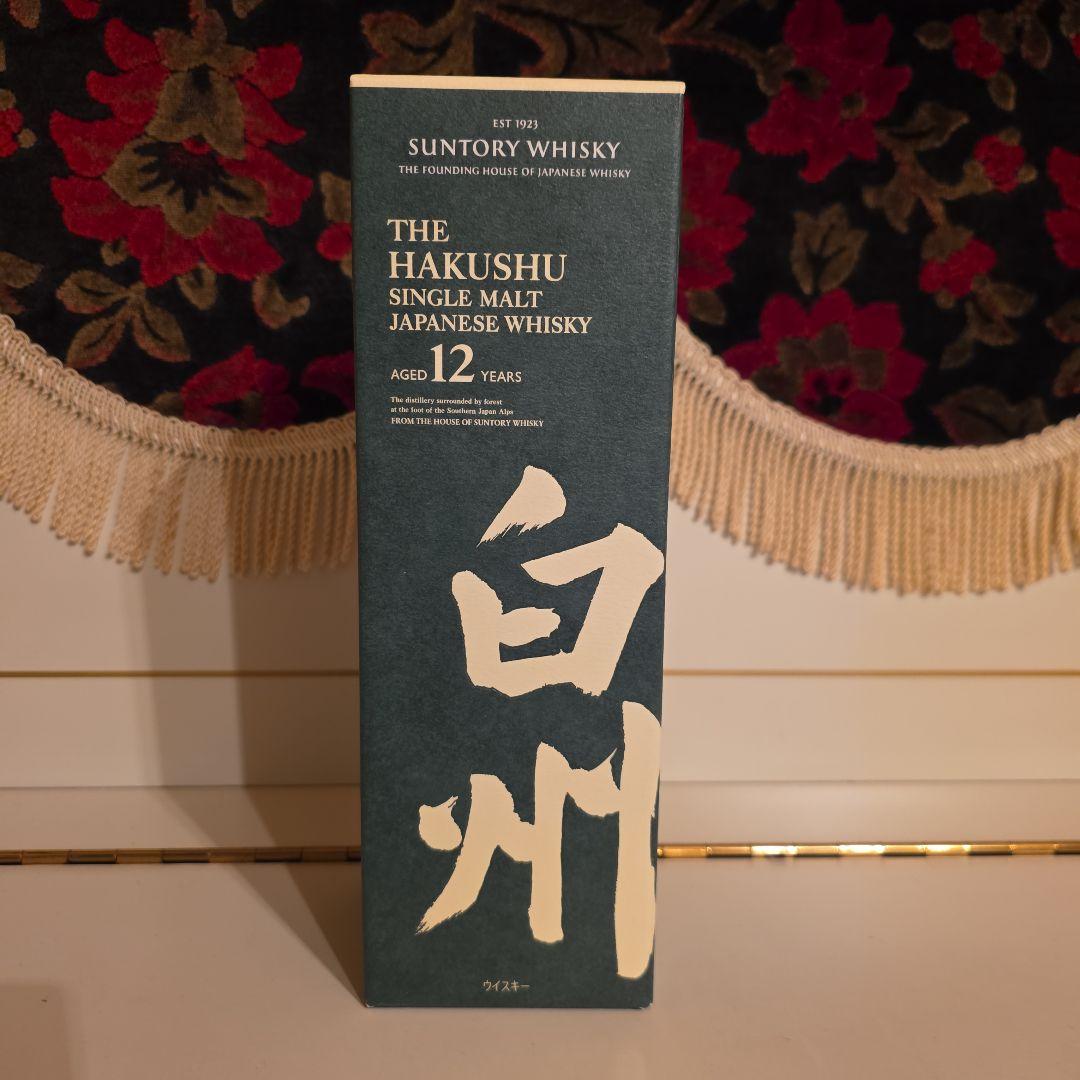 EST 1923
SUNTORY WHISKY
THE FOUNDING HOUSE OF JAPANESE WHISKY
THE
HAKUSHU
SINGLE MALT
JAPANESE WHISKY
AGED 12 YEARS
The distillery surrounded by forest
at the foot of the Southern Japan Alps
FROM THE HOUSE OF SUNTORY WHISKY
白州
ウイスキー